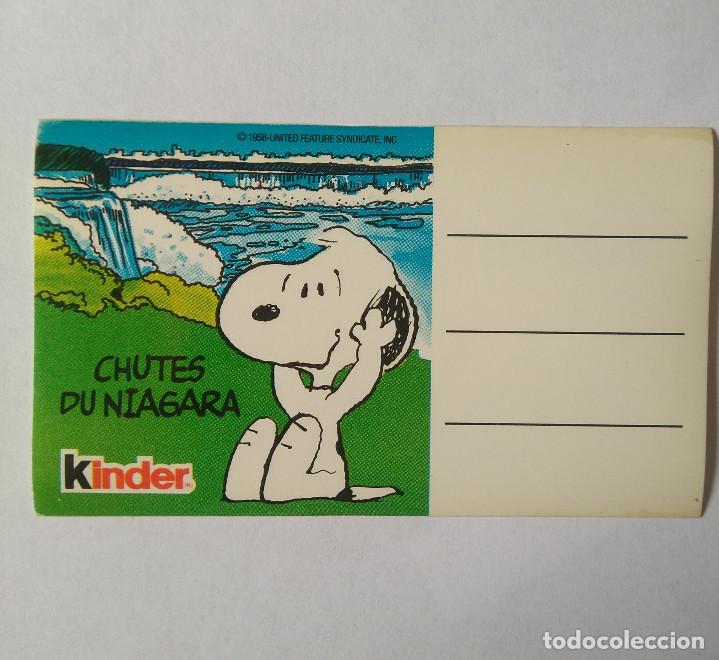 © 1958-UNITED FEATURE SYNDICATE, INC.
CHUTES
DU NIAGARA
Kinder
todocoleccion